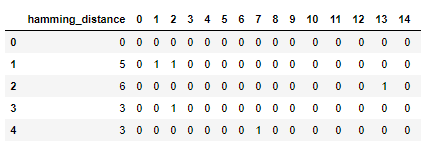 hamming_distance 0 1 2 3 4 5 6 7 8 9 10 11 12 13 14
0 0 0 0 0 0 0 0 0 0 0 0 0 0 0 0 0
1 5 0 1 1 0 0 0 0 0 0 0 0 0 0 0 0
2 6 0 0 0 0 0 0 0 0 0 0 0 0 0 1 0
3 3 0 0 1 0 0 0 0 0 0 0 0 0 0 0 0
4 3 0 0 0 0 0 0 0 1 0 0 0 0 0 0 0